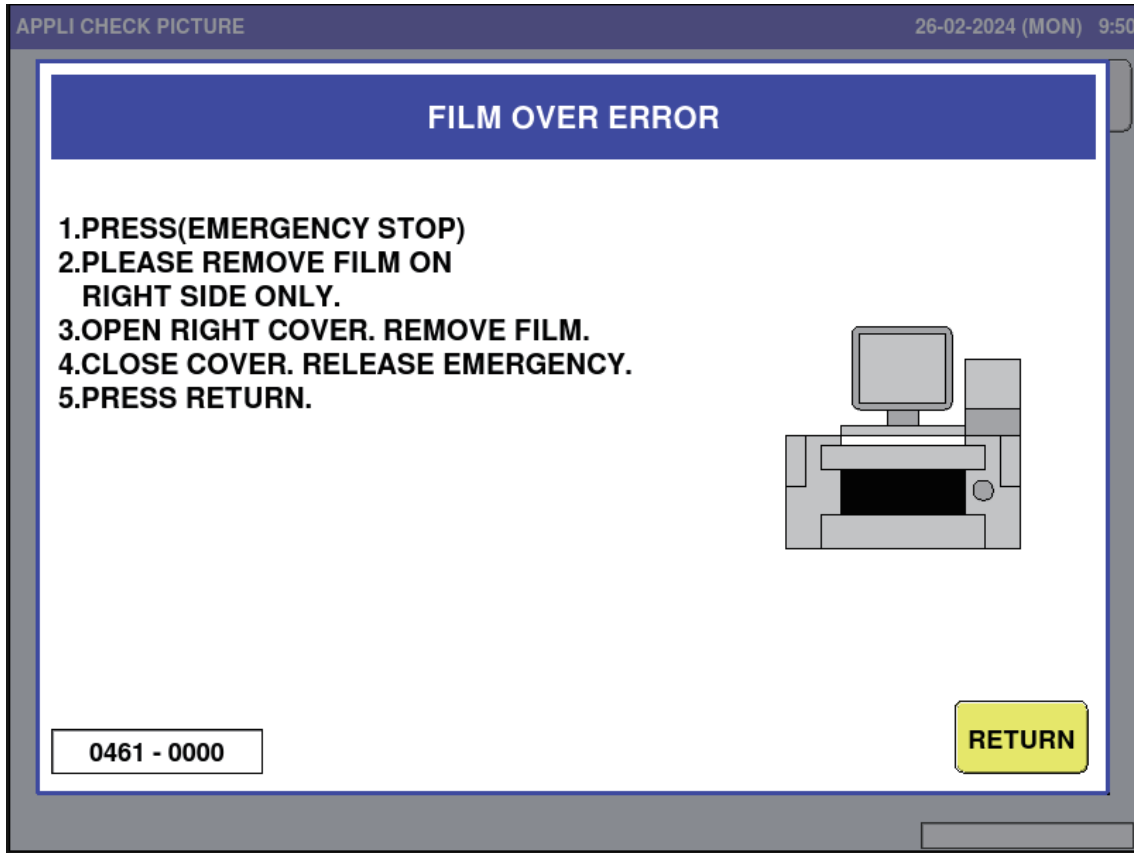 APPLI CHECK PICTURE 26-02-2024 (MON) 9:50
FILM OVER ERROR
1.PRESS(EMERGENCY STOP)
2.PLEASE REMOVE FILM ON
RIGHT SIDE ONLY.
3.OPEN RIGHT COVER. REMOVE FILM.
4.CLOSE COVER. RELEASE EMERGENCY.
5.PRESS RETURN.
0461 - 0000
RETURN